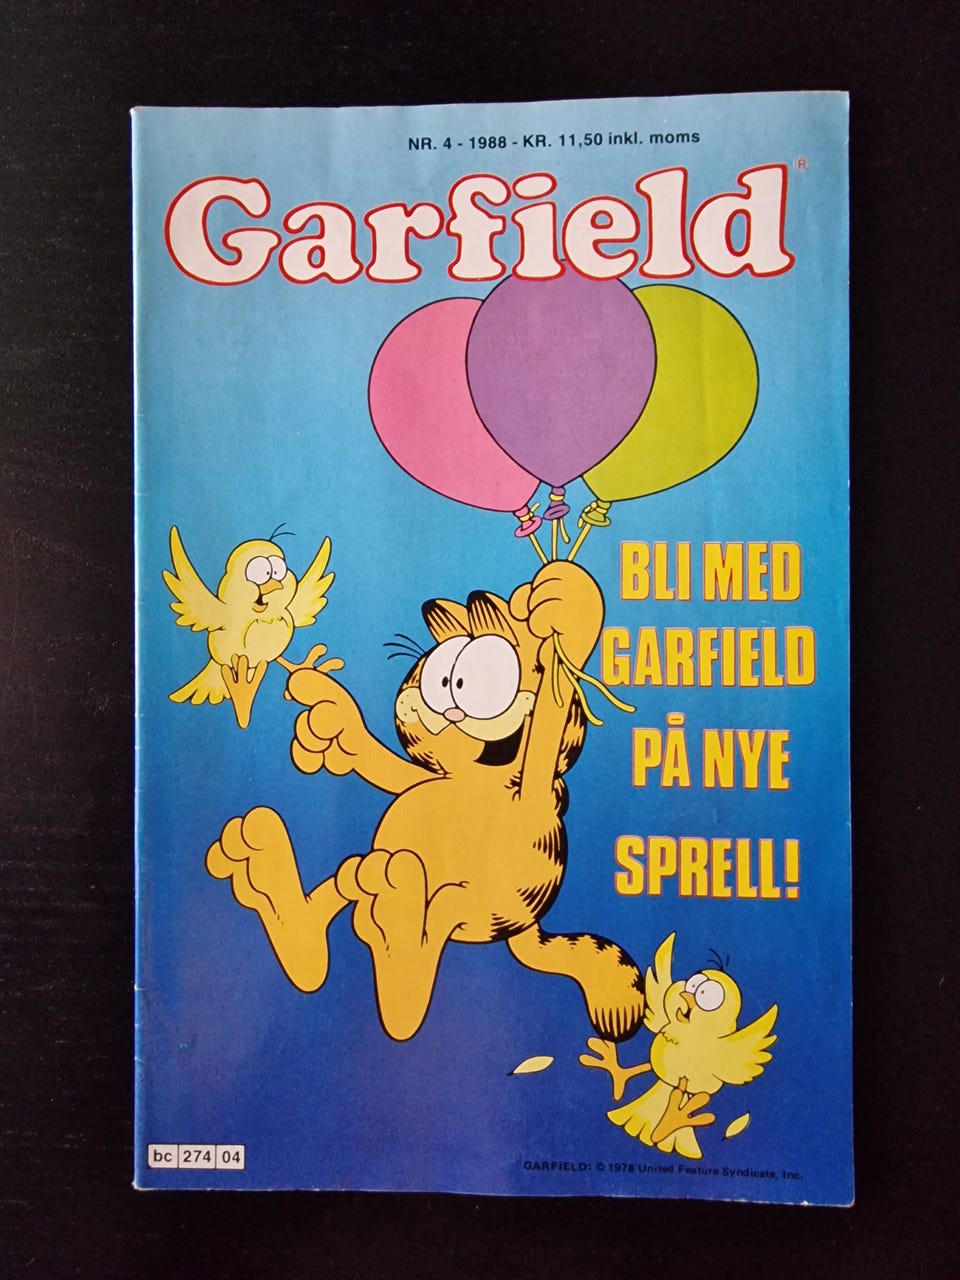 NR. 4 - 1988 - KR. 11,50 inkl. moms
Garfield®
BLI MED
GARFIELD
PÅ NYE
SPRELL!
bc 274 04
GARFIELD: © 1978 United Feature Syndicate, Inc.